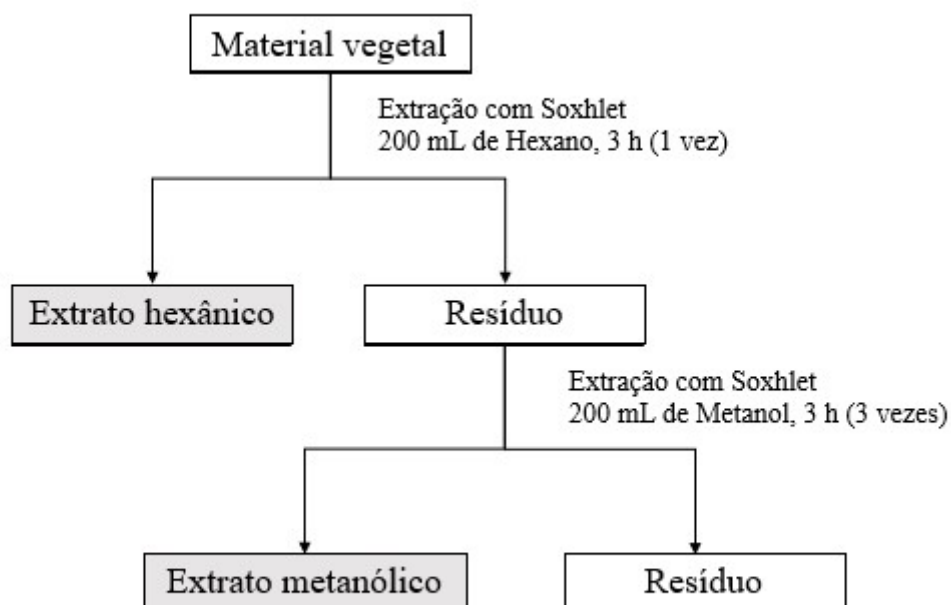 Material vegetal
Extração com Soxhlet
200 mL de Hexano, 3 h (1 vez)
Extrato hexânico
Resíduo
Extração com Soxhlet
200 mL de Metanol, 3 h (3 vezes)
Extrato metanólico
Resíduo